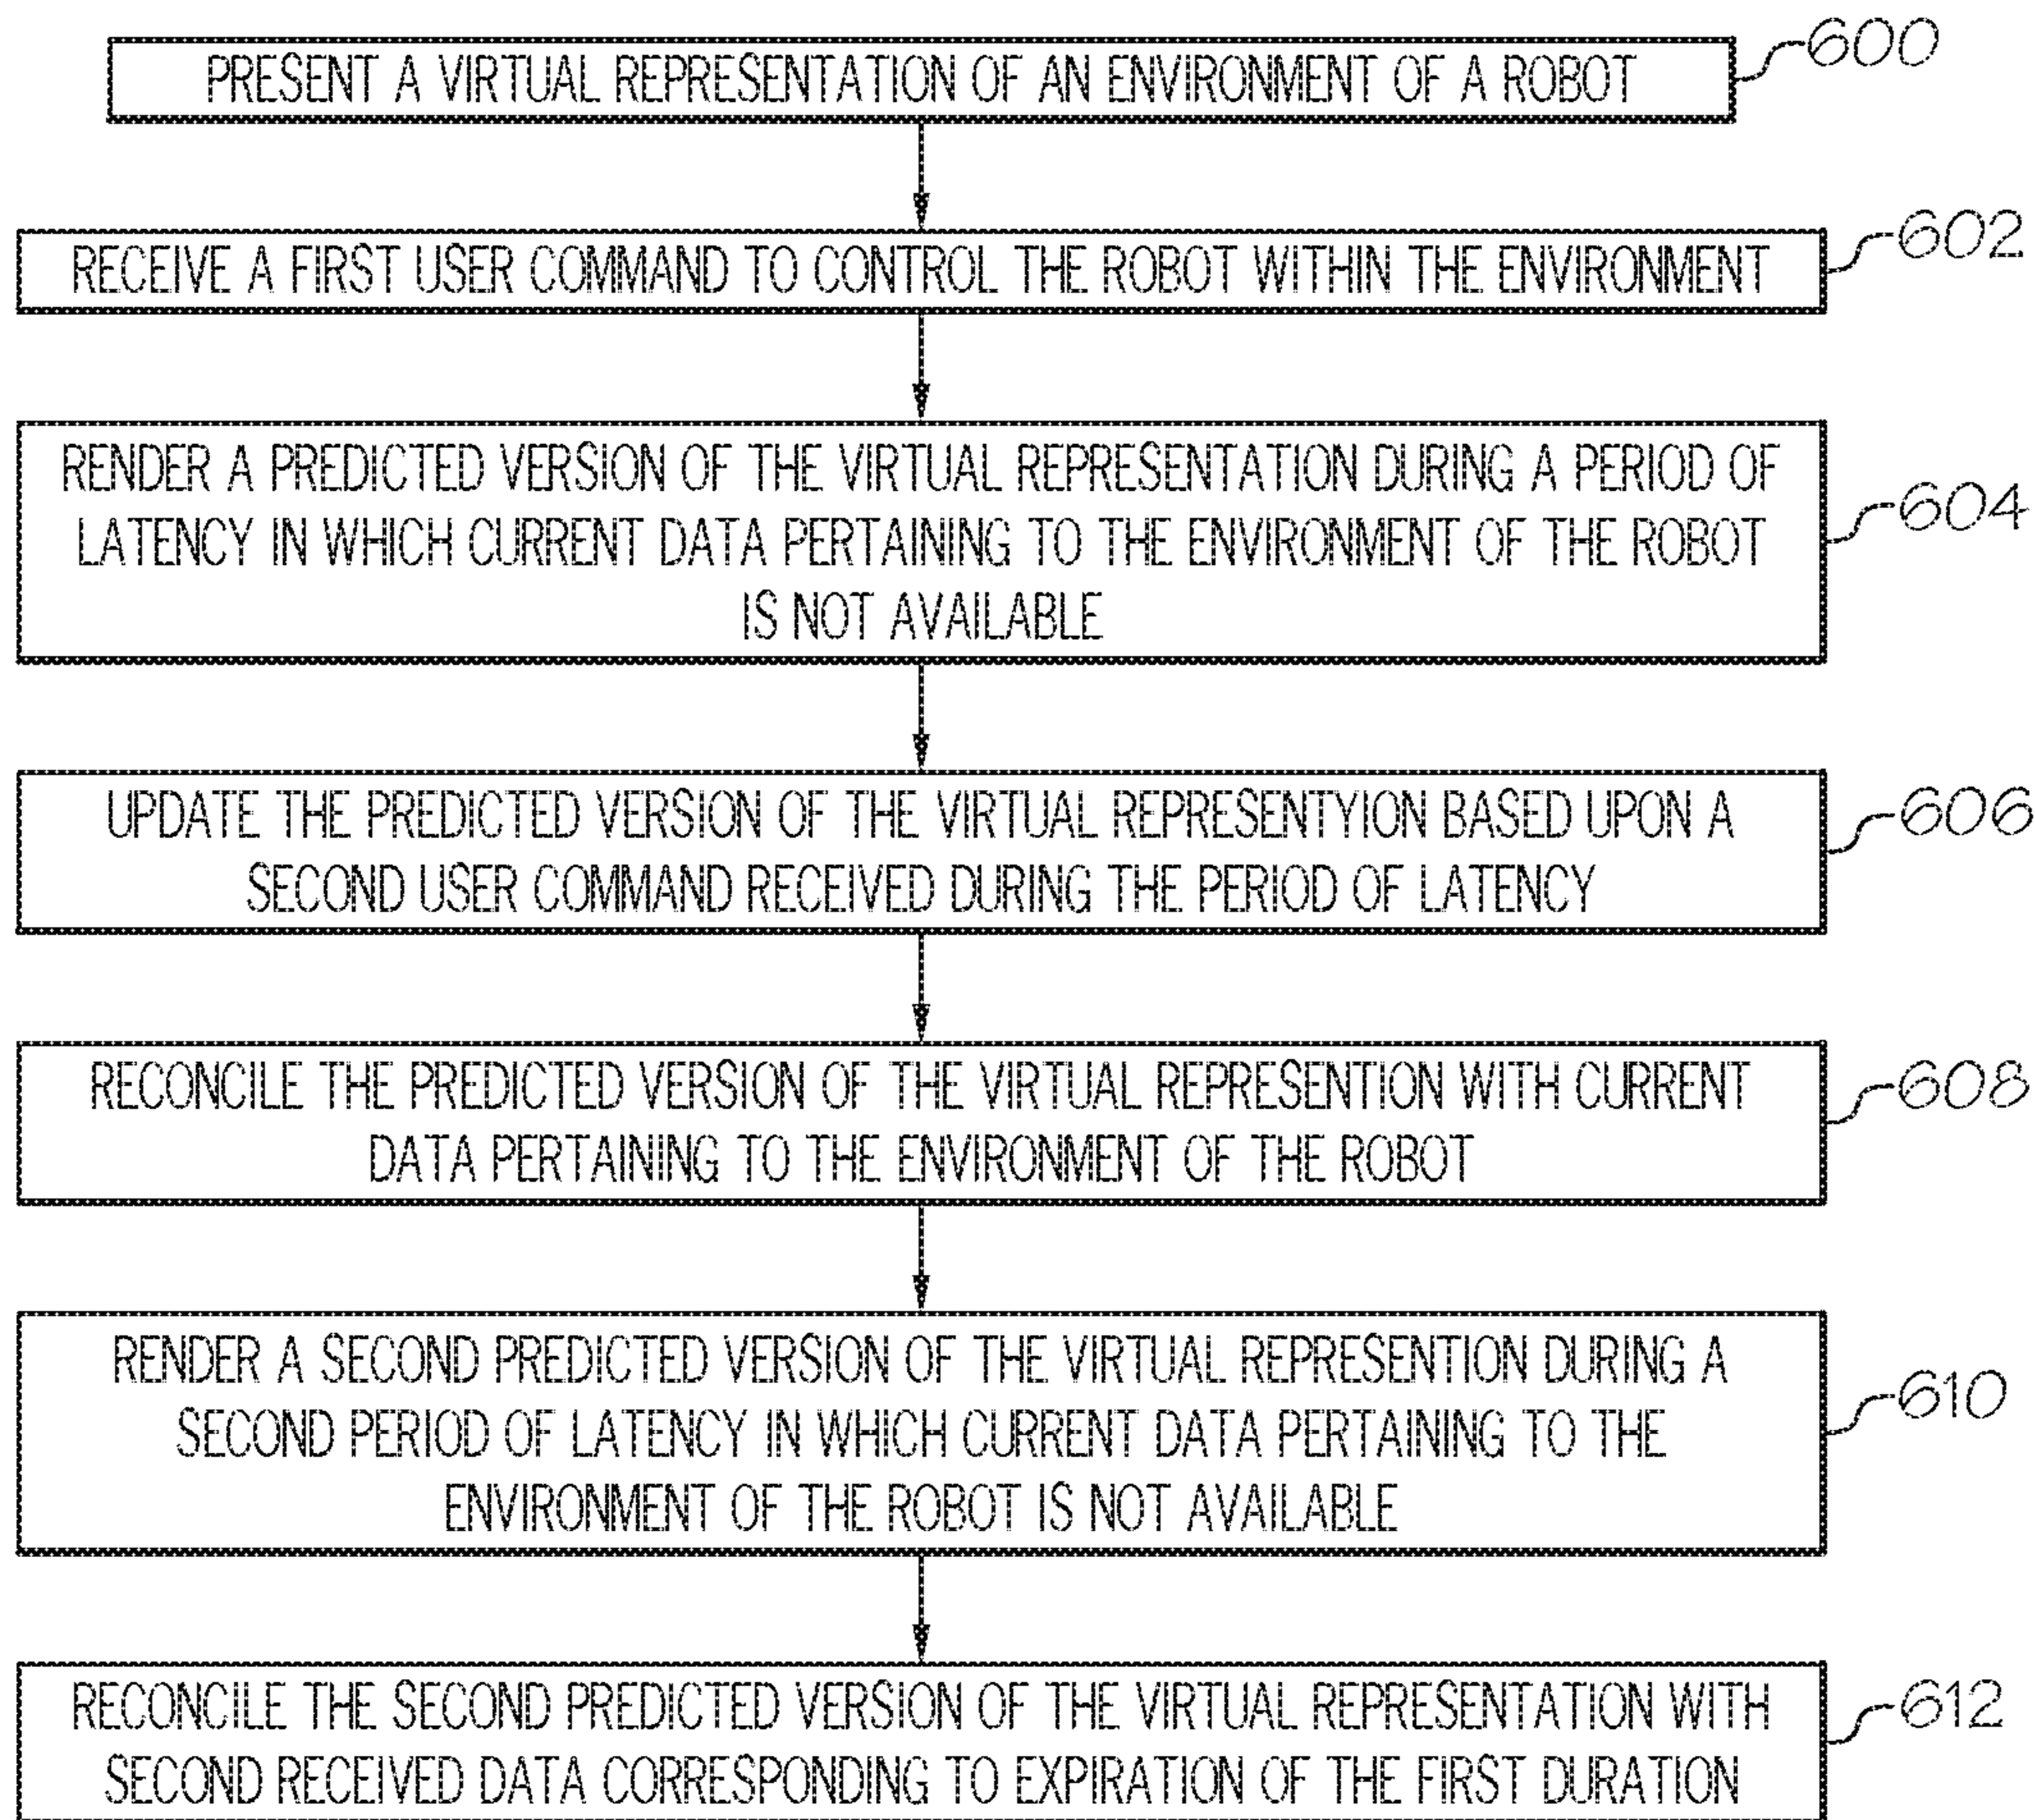 PRESENT A VIRTUAL REPRESENTATION OF AN ENVIRONMENT OF A ROBOT
600
RECEIVE A FIRST USER COMMAND TO CONTROL THE ROBOT WITHIN THE ENVIRONMENT
602
RENDER A PREDICTED VERSION OF THE VIRTUAL REPRESENTATION DURING A PERIOD OF
LATENCY IN WHICH CURRENT DATA PERTAINING TO THE ENVIRONMENT OF THE ROBOT
IS NOT AVAILABLE
604
UPDATE THE PREDICTED VERSION OF THE VIRTUAL REPRESENTYION BASED UPON A
SECOND USER COMMAND RECEIVED DURING THE PERIOD OF LATENCY
606
RECONCILE THE PREDICTED VERSION OF THE VIRTUAL REPRESENTION WITH CURRENT
DATA PERTAINING TO THE ENVIRONMENT OF THE ROBOT
608
RENDER A SECOND PREDICTED VERSION OF THE VIRTUAL REPRESENTION DURING A
SECOND PERIOD OF LATENCY IN WHICH CURRENT DATA PERTAINING TO THE
ENVIRONMENT OF THE ROBOT IS NOT AVAILABLE
610
RECONCILE THE SECOND PREDICTED VERSION OF THE VIRTUAL REPRESENTATION WITH
SECOND RECEIVED DATA CORRESPONDING TO EXPIRATION OF THE FIRST DURATION
612